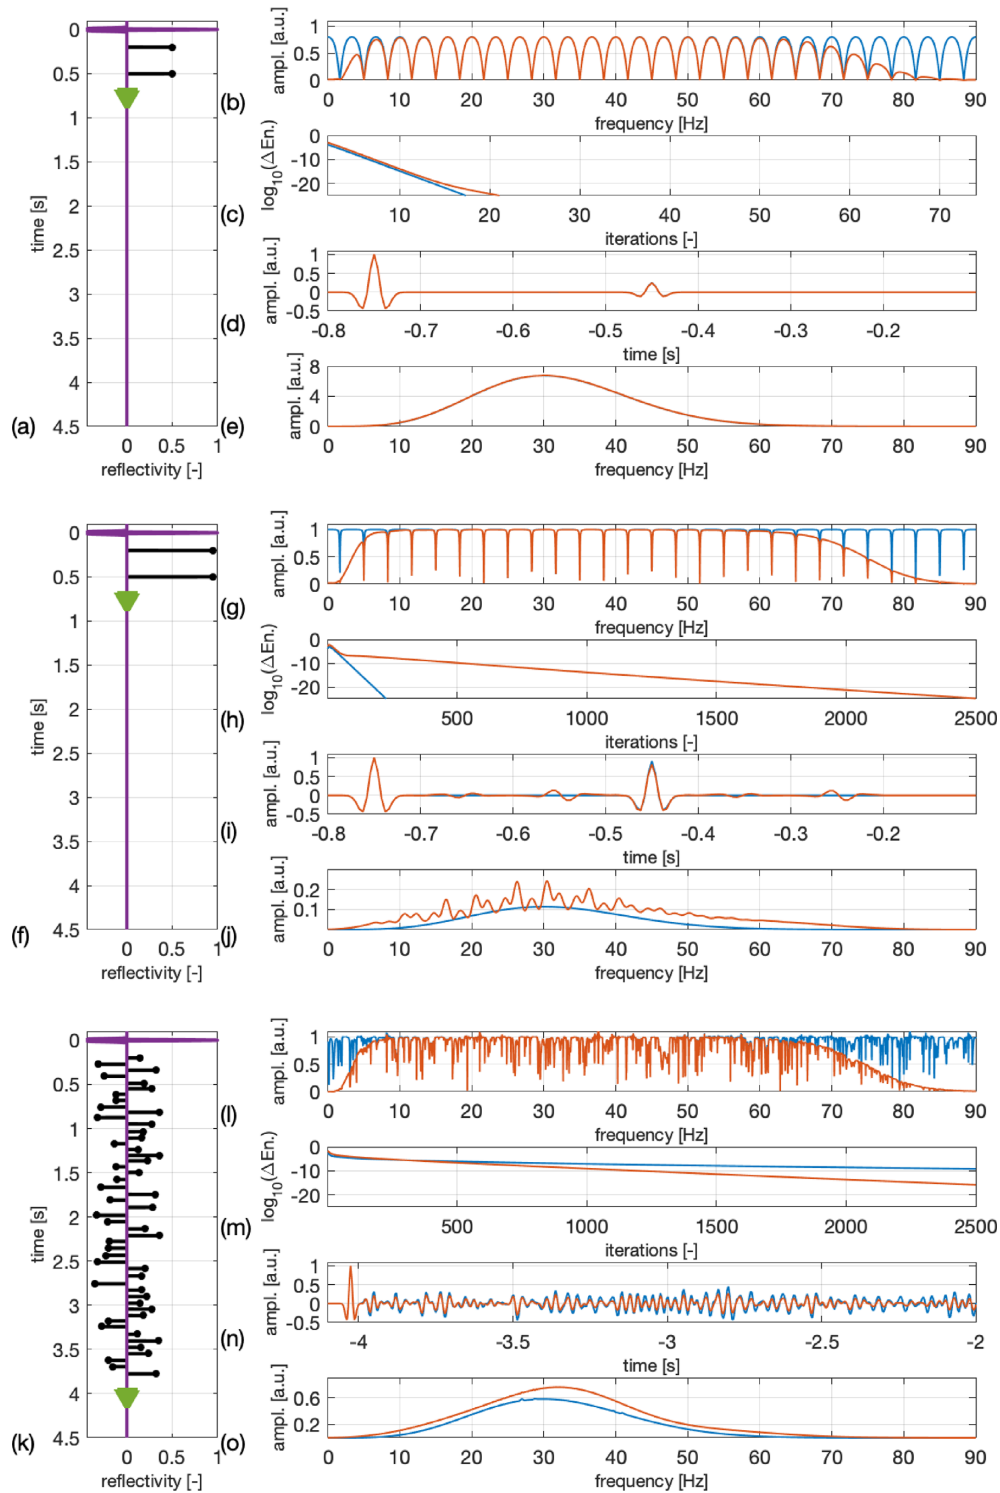 0
0.5
1
1.5
2
2.5
3
3.5
4
4.5
time [s]
0 0.5 1
reflectivity [-]
(a)
ampl. [a.u.]
1
0.5
0
0 10 20 30 40 50 60 70 80 90
frequency [Hz]
(b)
log10(ΔEn.)
0
-10
-20
10 20 30 40 50 60 70
iterations [-]
(c)
ampl. [a.u.]
1
0.5
0
-0.5
-0.8 -0.7 -0.6 -0.5 -0.4 -0.3 -0.2
time [s]
(d)
ampl. [a.u.]
8
4
0
0 10 20 30 40 50 60 70 80 90
frequency [Hz]
(e)
0
0.5
1
1.5
2
2.5
3
3.5
4
4.5
time [s]
0 0.5 1
reflectivity [-]
(f)
ampl. [a.u.]
1
0.5
0
0 10 20 30 40 50 60 70 80 90
frequency [Hz]
(g)
log10(ΔEn.)
0
-10
-20
500 1000 1500 2000 2500
iterations [-]
(h)
ampl. [a.u.]
1
0.5
0
-0.5
-0.8 -0.7 -0.6 -0.5 -0.4 -0.3 -0.2
time [s]
(i)
ampl. [a.u.]
0.2
0.1
0 10 20 30 40 50 60 70 80 90
frequency [Hz]
(j)
0
0.5
1
1.5
2
2.5
3
3.5
4
4.5
time [s]
0 0.5 1
reflectivity [-]
(k)
ampl. [a.u.]
1
0.5
0
0 10 20 30 40 50 60 70 80 90
frequency [Hz]
(l)
log10(ΔEn.)
0
-10
-20
500 1000 1500 2000 2500
iterations [-]
(m)
ampl. [a.u.]
1
0.5
0
-0.5
-4 -3.5 -3 -2.5 -2
time [s]
(n)
ampl. [a.u.]
0.6
0.2
0 10 20 30 40 50 60 70 80 90
frequency [Hz]
(o)